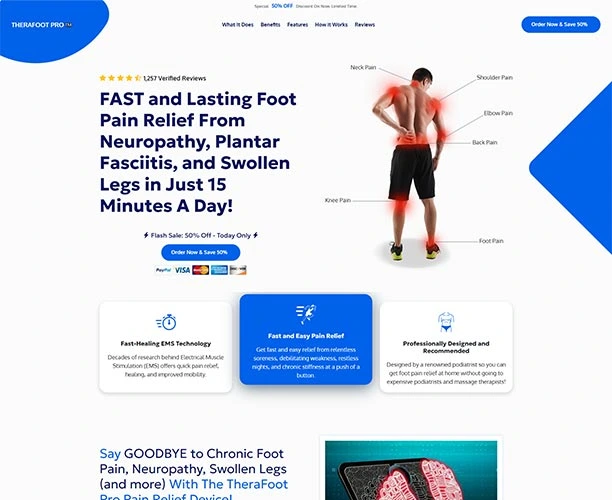 Special 50% OFF Discount On Now Limited Time
THERAFOOT PRO
What It Does Benefits Features How It Works Reviews
Order Now & Save 50%
1,257 Verified Reviews
FAST and Lasting Foot
Pain Relief From
Neuropathy, Plantar
Fasciitis, and Swollen
Legs in Just 15
Minutes A Day!
Flash Sale: 50% Off - Today Only
Order Now & Save 50%
PayPal VISA DISCOVER
Neck Pain
Shoulder Pain
Elbow Pain
Back Pain
Knee Pain
Foot Pain
Fast-Healing EMS Technology
Decades of research behind Electrical Muscle
Stimulation (EMS) offers quick pain relief,
healing, and improved mobility.
Fast and Easy Pain Relief
Get fast and easy relief from relentless
soreness, debilitating weakness, restless
nights, and chronic stiffness at a push of a
button.
Professionally Designed and
Recommended
Designed by a renowned podiatrist so you can
get foot pain relief at home without going to
expensive podiatrists and massage therapists!
Say GOODBYE to Chronic Foot
Pain, Neuropathy, Swollen Legs
(and more) With The TheraFoot
Pro Pain Relief Device!